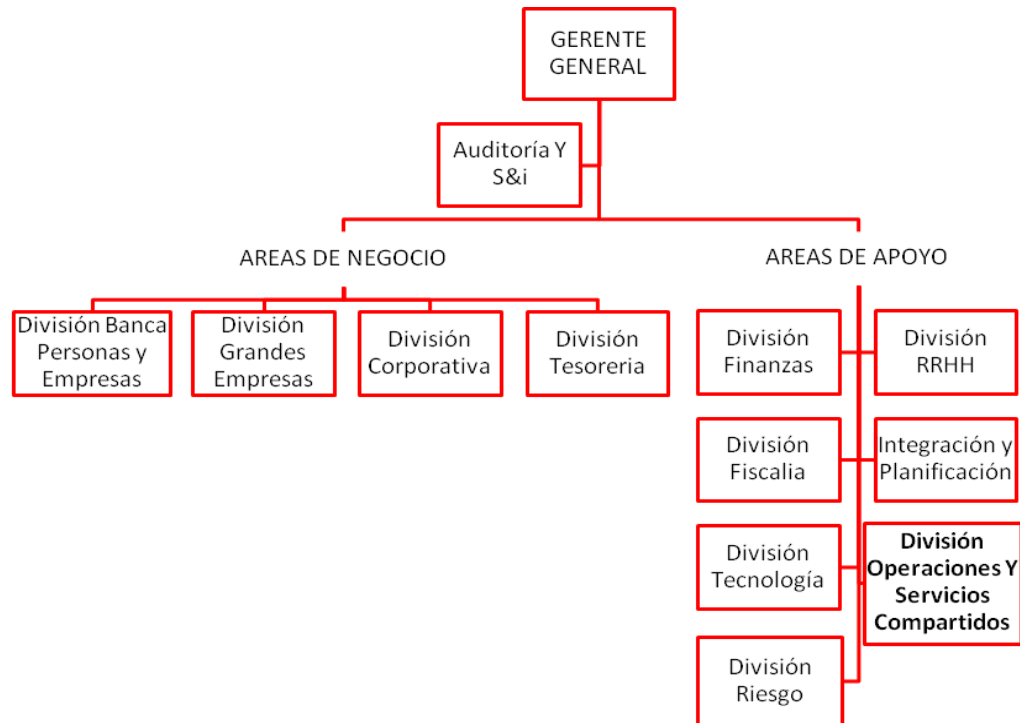 GERENTE
GENERAL
Auditoría Y
S&i
AREAS DE NEGOCIO
AREAS DE APOYO
División Banca
Personas y
Empresas
División
Grandes
Empresas
División
Corporativa
División
Tesoreria
División
Finanzas
División
RRHH
División
Fiscalia
Integración y
Planificación
División
Tecnología
División
Operaciones Y
Servicios
Compartidos
División
Riesgo